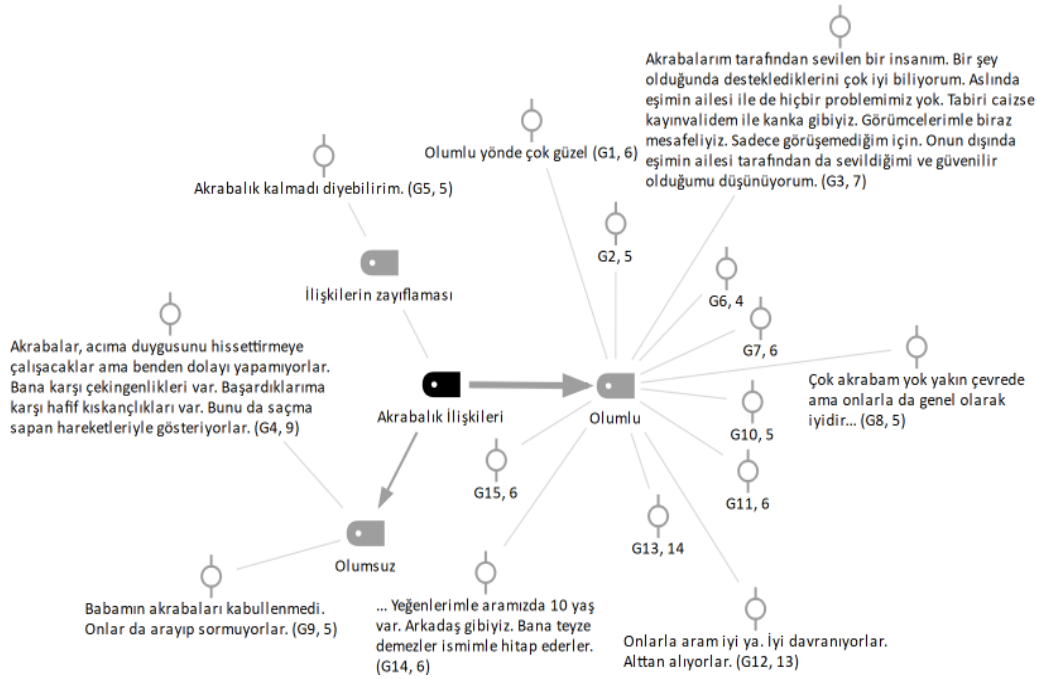 Akrabalarım tarafından sevilen bir insanım. Bir şey
olduğunda desteklediklerini çok iyi biliyorum. Aslında
eşimin ailesi ile de hiçbir problemimiz yok. Tabiri caizse
kayınvalidem ile kanka gibiyiz. Görümcelerimle biraz
mesafeliyiz. Sadece görüşemediğim için. Onun dışında
eşimin ailesi tarafından da sevildiğimi ve güvenilir
olduğumu düşünüyorum. (G3, 7)
Olumlu yönde çok güzel (G1, 6)
Akrabalık kalmadı diyebilirim. (G5, 5)
G2, 5
İlişkilerin zayıflaması
G6, 4
G7, 6
Akrabalar, acıma duygusunu hissettirmeye
çalışacaklar ama benden dolayı yapamıyorlar.
Bana karşı çekingenlikleri var. Başardıklarıma
karşı hafif kıskançlıkları var. Bunu da saçma
sapan hareketleriyle gösteriyorlar. (G4, 9)
Akrabalık İlişkileri
Olumlu
Çok akrabam yok yakın çevrede
ama onlarla da genel olarak
iyidir... (G8, 5)
G10, 5
G15, 6
G11, 6
G13, 14
Olumsuz
Babamın akrabaları kabullenmedi.
Onlar da arayıp sormuyorlar. (G9, 5)
... Yeğenlerimle aramızda 10 yaş
var. Arkadaş gibiyiz. Bana teyze
demezler ismimle hitap ederler.
(G14, 6)
Onlarla aram iyi ya. İyi davranıyorlar.
Alttan alıyorlar. (G12, 13)